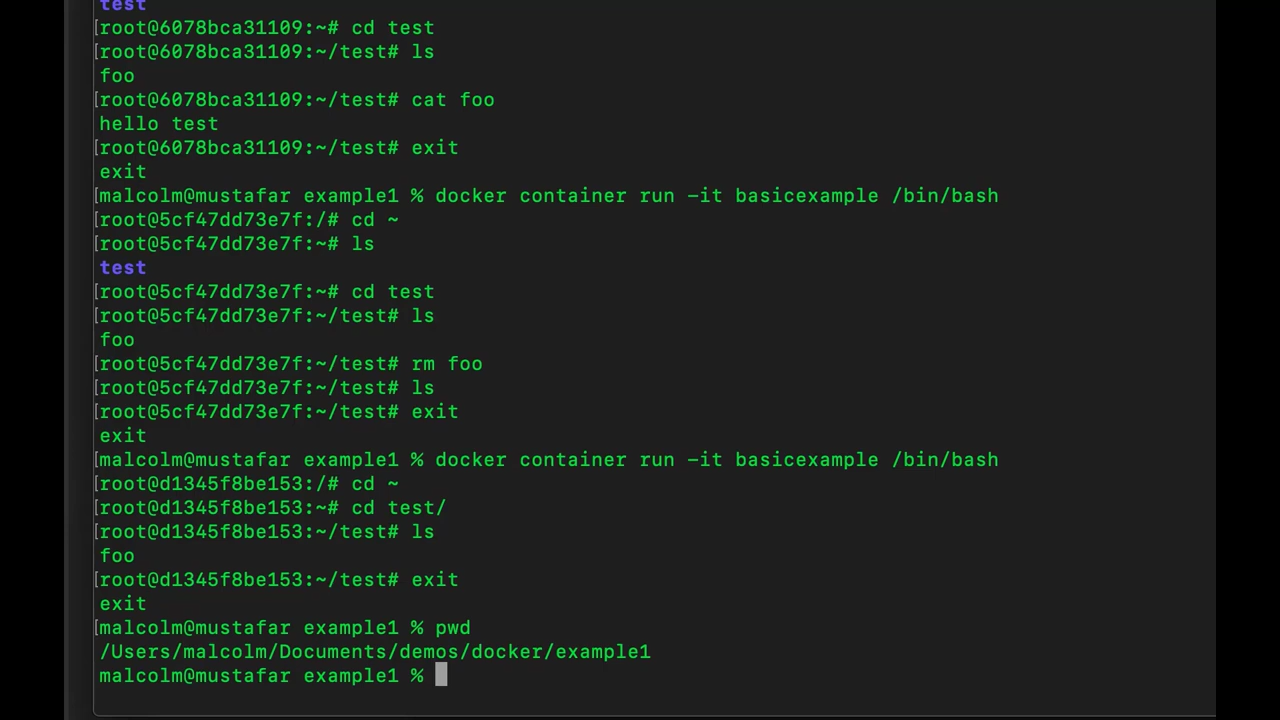 test
[root@6078bca31109:~# cd test
[root@6078bca31109:~/test# ls
foo
[root@6078bca31109:~/test# cat foo
hello test
[root@6078bca31109:~/test# exit
exit
[malcolm@mustafar example1 % docker container run -it basicexample /bin/bash
[root@5cf47dd73e7f:/# cd ~
[root@5cf47dd73e7f:~# ls
test
[root@5cf47dd73e7f:~# cd test
[root@5cf47dd73e7f:~/test# ls
foo
[root@5cf47dd73e7f:~/test# rm foo
[root@5cf47dd73e7f:~/test# ls
[root@5cf47dd73e7f:~/test# exit
exit
[malcolm@mustafar example1 % docker container run -it basicexample /bin/bash
[root@d1345f8be153:/# cd ~
[root@d1345f8be153:~# cd test/
[root@d1345f8be153:~/test# ls
foo
[root@d1345f8be153:~/test# exit
exit
[malcolm@mustafar example1 % pwd
/Users/malcolm/Documents/demos/docker/example1
malcolm@mustafar example1 %